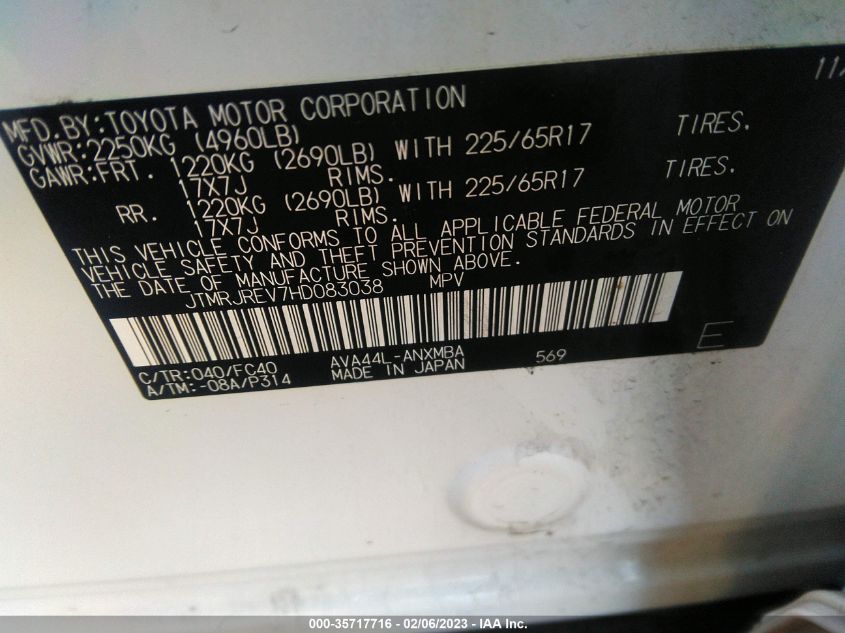 11/
MFD.BY:TOYOTA MOTOR CORPORATION
GVWR:2250KG (4960LB)
GAWR:FRT. 1220KG (2690LB) WITH 225/65R17 TIRES.
17X7J RIMS.
RR. 1220KG (2690LB) WITH 225/65R17 TIRES.
17X7J RIMS.
THIS VEHICLE CONFORMS TO ALL APPLICABLE FEDERAL MOTOR
VEHICLE SAFETY AND THEFT PREVENTION STANDARDS IN EFFECT ON
THE DATE OF MANUFACTURE SHOWN ABOVE.
JTMRJREV7HD083038 MPV
C/TR:040/FC40 AVA44L-ANXMBA 569
A/TM:-08A/P314 MADE IN JAPAN
E
000-35717716 - 02/06/2023 - IAA Inc.